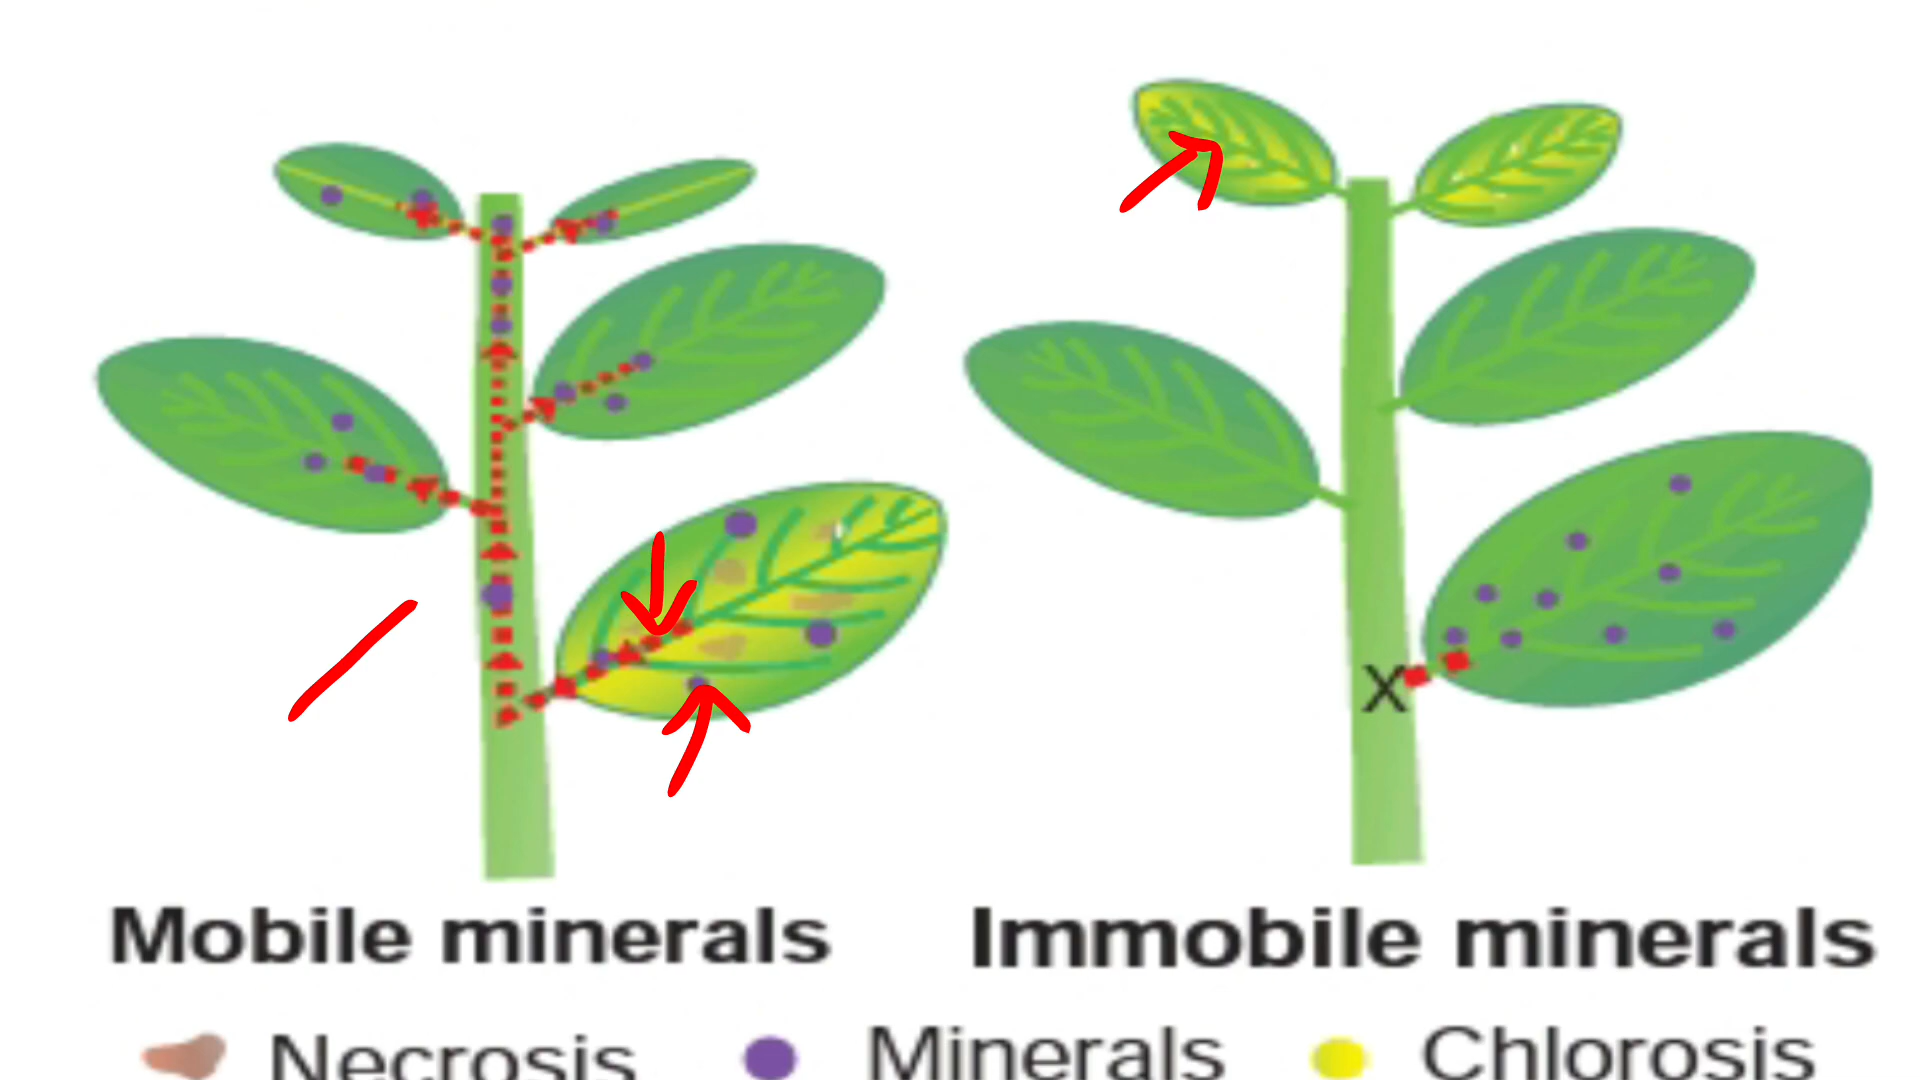 X
Mobile minerals
Immobile minerals
Necrosis
Minerals
Chlorosis